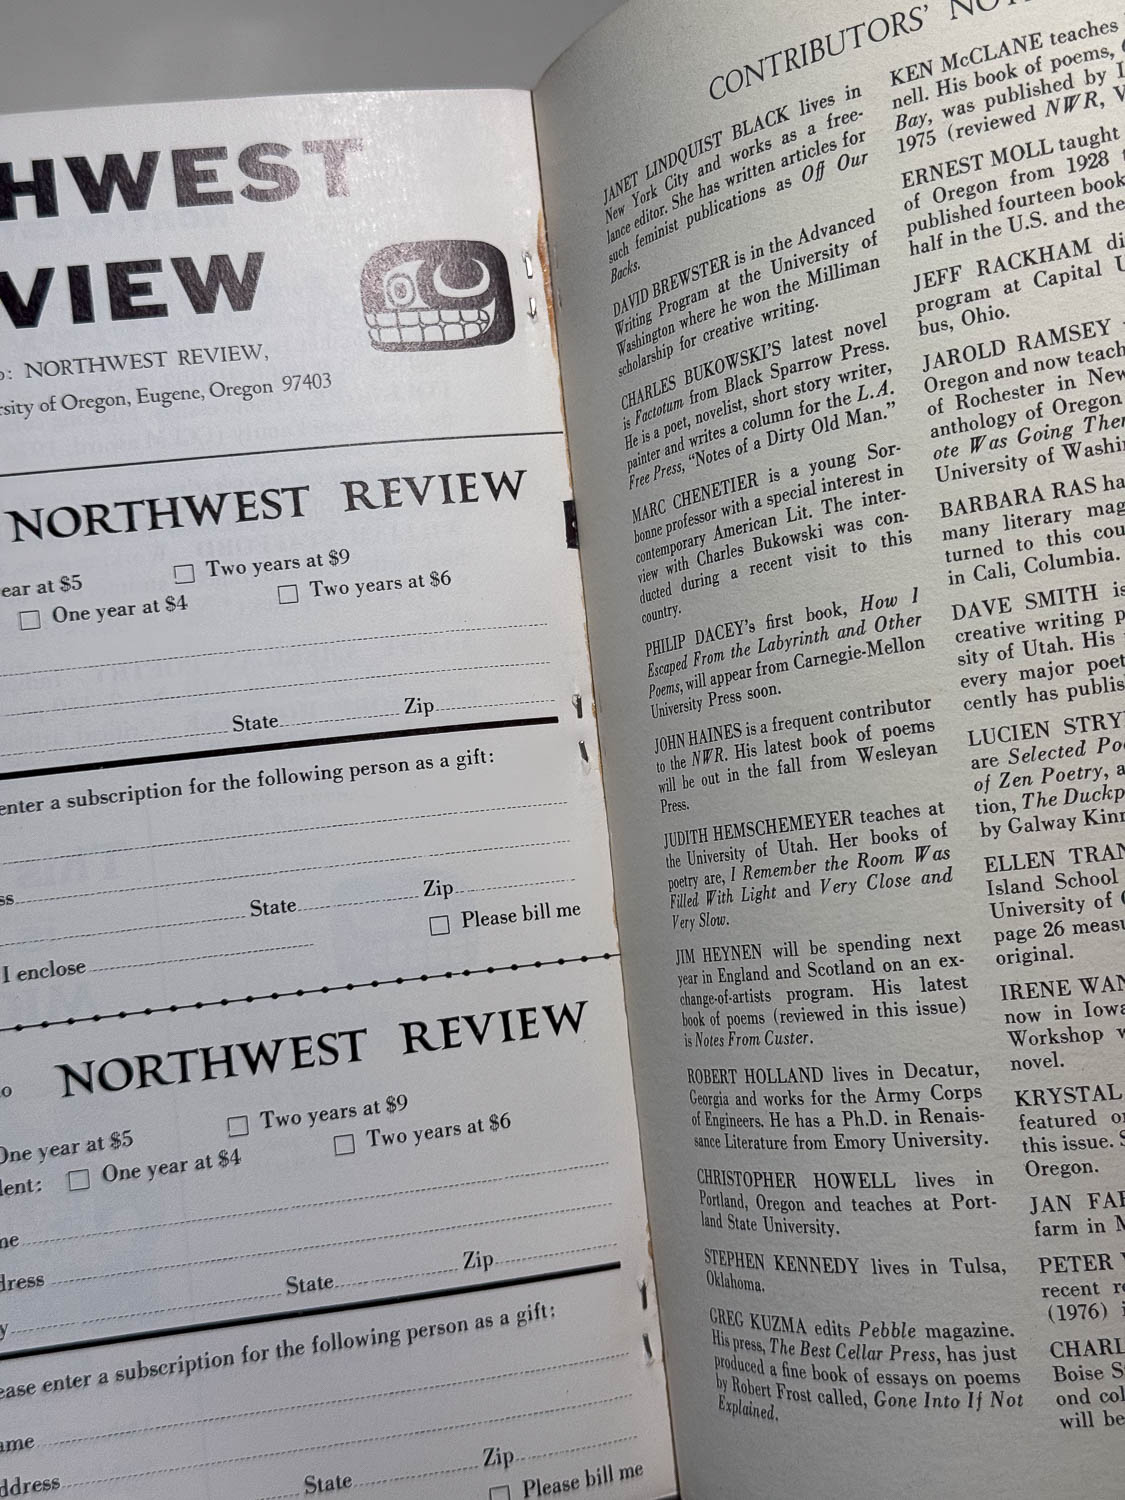 HWEST
VIEW
o: NORTHWEST REVIEW,
rsity of Oregon, Eugene, Oregon 97403
NORTHWEST REVIEW
ear at $5
Two years at $9
One year at $4
Two years at $6
State
Zip
enter a subscription for the following person as a gift:
ss
State
Zip
I enclose
Please bill me
o
NORTHWEST REVIEW
One year at $5
Two years at $9
lent:
One year at $4
Two years at $6
me
dress
y
State
Zip
ease enter a subscription for the following person as a gift:
ame
ddress
State
Zip
Please bill me
CONTRIBUTORS' NO
JANET LINDQUIST BLACK lives in
New York City and works as a free-
lance editor. She has written articles for
such feminist publications as Off Our
Backs.
DAVID BREWSTER is in the Advanced
Writing Program at the University of
Washington where he won the Milliman
scholarship for creative writing.
CHARLES BUKOWSKI'S latest novel
is Factotum from Black Sparrow Press.
He is a poet, novelist, short story writer,
painter and writes a column for the L.A.
Free Press, "Notes of a Dirty Old Man."
MARC CHENETIER is a young Sor-
bonne professor with a special interest in
contemporary American Lit. The inter-
view with Charles Bukowski was con-
ducted during a recent visit to this
country.
PHILIP DACEY's first book, How I
Escaped From the Labyrinth and Other
Poems, will appear from Carnegie-Mellon
University Press soon.
JOHN HAINES is a frequent contributor
to the NWR. His latest book of poems
will be out in the fall from Wesleyan
Press.
JUDITH HEMSCHEMEYER teaches at
the University of Utah. Her books of
poetry are, I Remember the Room Was
Filled With Light and Very Close and
Very Slow.
JIM HEYNEN will be spending next
year in England and Scotland on an ex-
change-of-artists program. His latest
book of poems (reviewed in this issue)
is Notes From Custer.
ROBERT HOLLAND lives in Decatur,
Georgia and works for the Army Corps
of Engineers. He has a Ph.D. in Renais-
sance Literature from Emory University.
CHRISTOPHER HOWELL lives in
Portland, Oregon and teaches at Port-
land State University.
STEPHEN KENNEDY lives in Tulsa,
Oklahoma.
GREG KUZMA edits Pebble magazine.
His press, The Best Cellar Press, has just
produced a fine book of essays on poems
by Robert Frost called, Gone Into If Not
Explained.
KEN McCLANE teaches
nell. His book of poems,
Bay, was published by I
1975 (reviewed NWR, V
ERNEST MOLL taught
of Oregon from 1928
published fourteen book
half in the U.S. and the
JEFF RACKHAM di
program at Capital U
bus, Ohio.
JAROLD RAMSEY
Oregon and now teach
of Rochester in New
anthology of Oregon
ote Was Going Ther
University of Washi
BARBARA RAS ha
many literary mag
turned to this cou
in Cali, Columbia.
DAVE SMITH is
creative writing p
sity of Utah. His
every major poet
cently has publis
LUCIEN STRY
are Selected Po
of Zen Poetry, a
tion, The Duckp
by Galway Kinn
ELLEN TRAN
Island School
University of
page 26 measu
original.
IRENE WAN
now in Iowa
Workshop w
novel.
KRYSTAL
featured o
this issue. S
Oregon.
JAN FAR
farm in M
PETER
recent re
(1976) i
CHARL
Boise S
ond col
will be